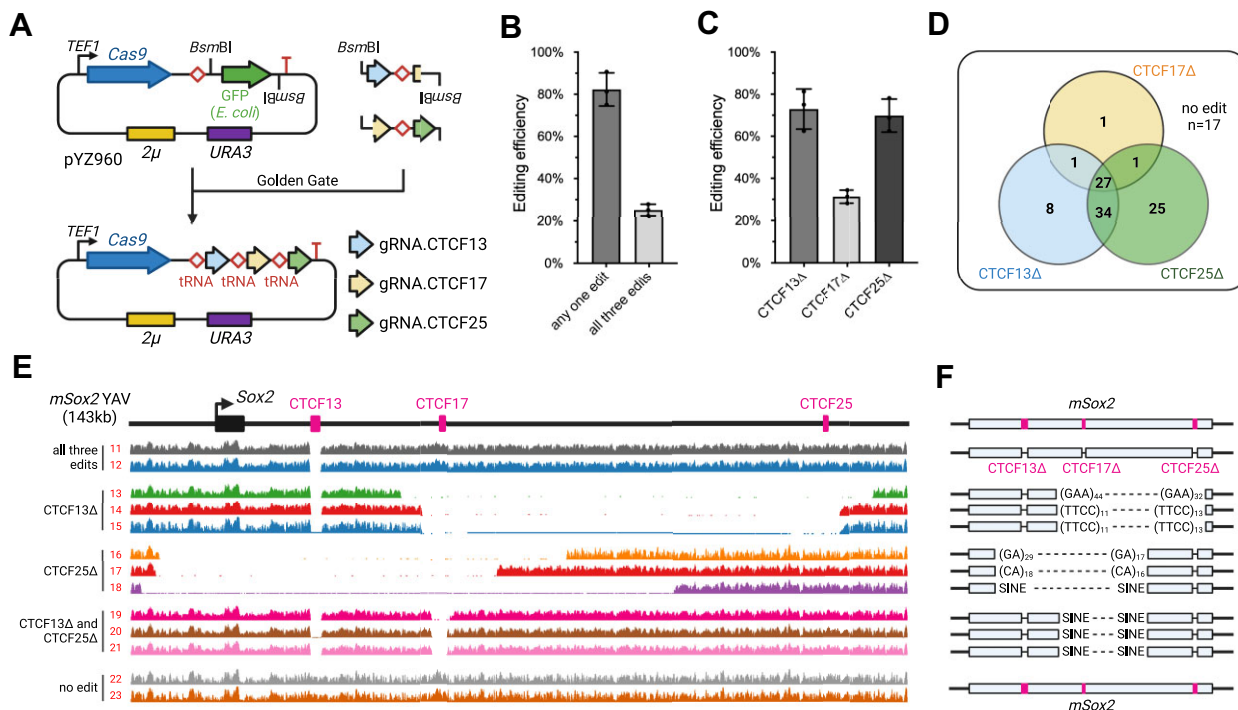 A
TEF1
Cas9
BsmBI
GFP
(E. coli)
BsmBI
2µ
URA3
pYZ960
BsmBI
BsmBI
Golden Gate
TEF1
Cas9
tRNA
tRNA
tRNA
2µ
URA3
gRNA.CTCF13
gRNA.CTCF17
gRNA.CTCF25
B
Editing efficiency
100%
80%
60%
40%
20%
0%
any one edit
all three edits
C
Editing efficiency
100%
80%
60%
40%
20%
0%
CTCF13Δ
CTCF17Δ
CTCF25Δ
D
CTCF17Δ
no edit
n=17
1
1
1
27
8
34
25
CTCF13Δ
CTCF25Δ
E
mSox2 YAV
(143kb)
Sox2
CTCF13
CTCF17
CTCF25
all three
edits
11
12
CTCF13Δ
13
14
15
CTCF25Δ
16
17
18
CTCF13Δ and
CTCF25Δ
19
20
21
no edit
22
23
F
mSox2
CTCF13Δ
CTCF17Δ
CTCF25Δ
(GAA)44 (GAA)32
(TTCC)11 (TTCC)13
(TTCC)11 (TTCC)13
(GA)29 (GA)17
(CA)18 (CA)16
SINE SINE
SINE SINE
SINE SINE
SINE SINE
mSox2